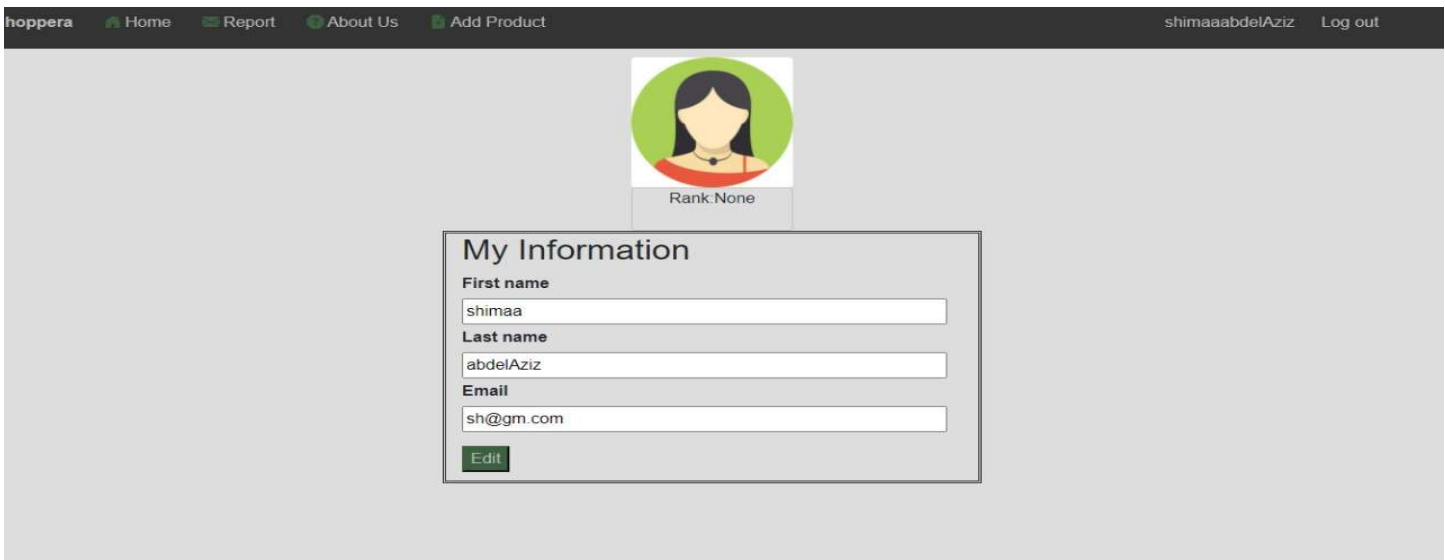 hoppera Home Report About Us Add Product shimaaabdelAziz Log out
Rank:None
My Information
First name
shimaa
Last name
abdelAziz
Email
sh@gm.com
Edit